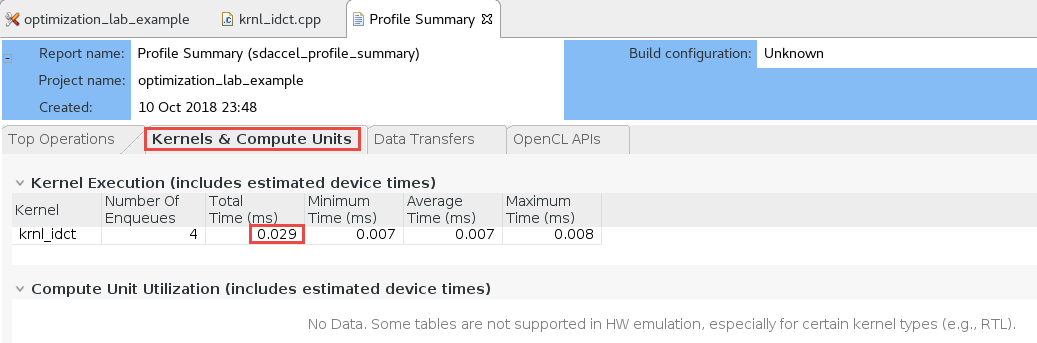 optimization_lab_example krnl_idct.cpp Profile Summary
Report name: Profile Summary (sdaccel_profile_summary) Build configuration: Unknown
Project name: optimization_lab_example
Created: 10 Oct 2018 23:48
Top Operations Kernels & Compute Units Data Transfers OpenCL APIs
Kernel Execution (includes estimated device times)
Kernel Number Of Enqueues Total Time (ms) Minimum Time (ms) Average Time (ms) Maximum Time (ms)
krnl_idct 4 0.029 0.007 0.007 0.008
Compute Unit Utilization (includes estimated device times)
No Data. Some tables are not supported in HW emulation, especially for certain kernel types (e.g., RTL).